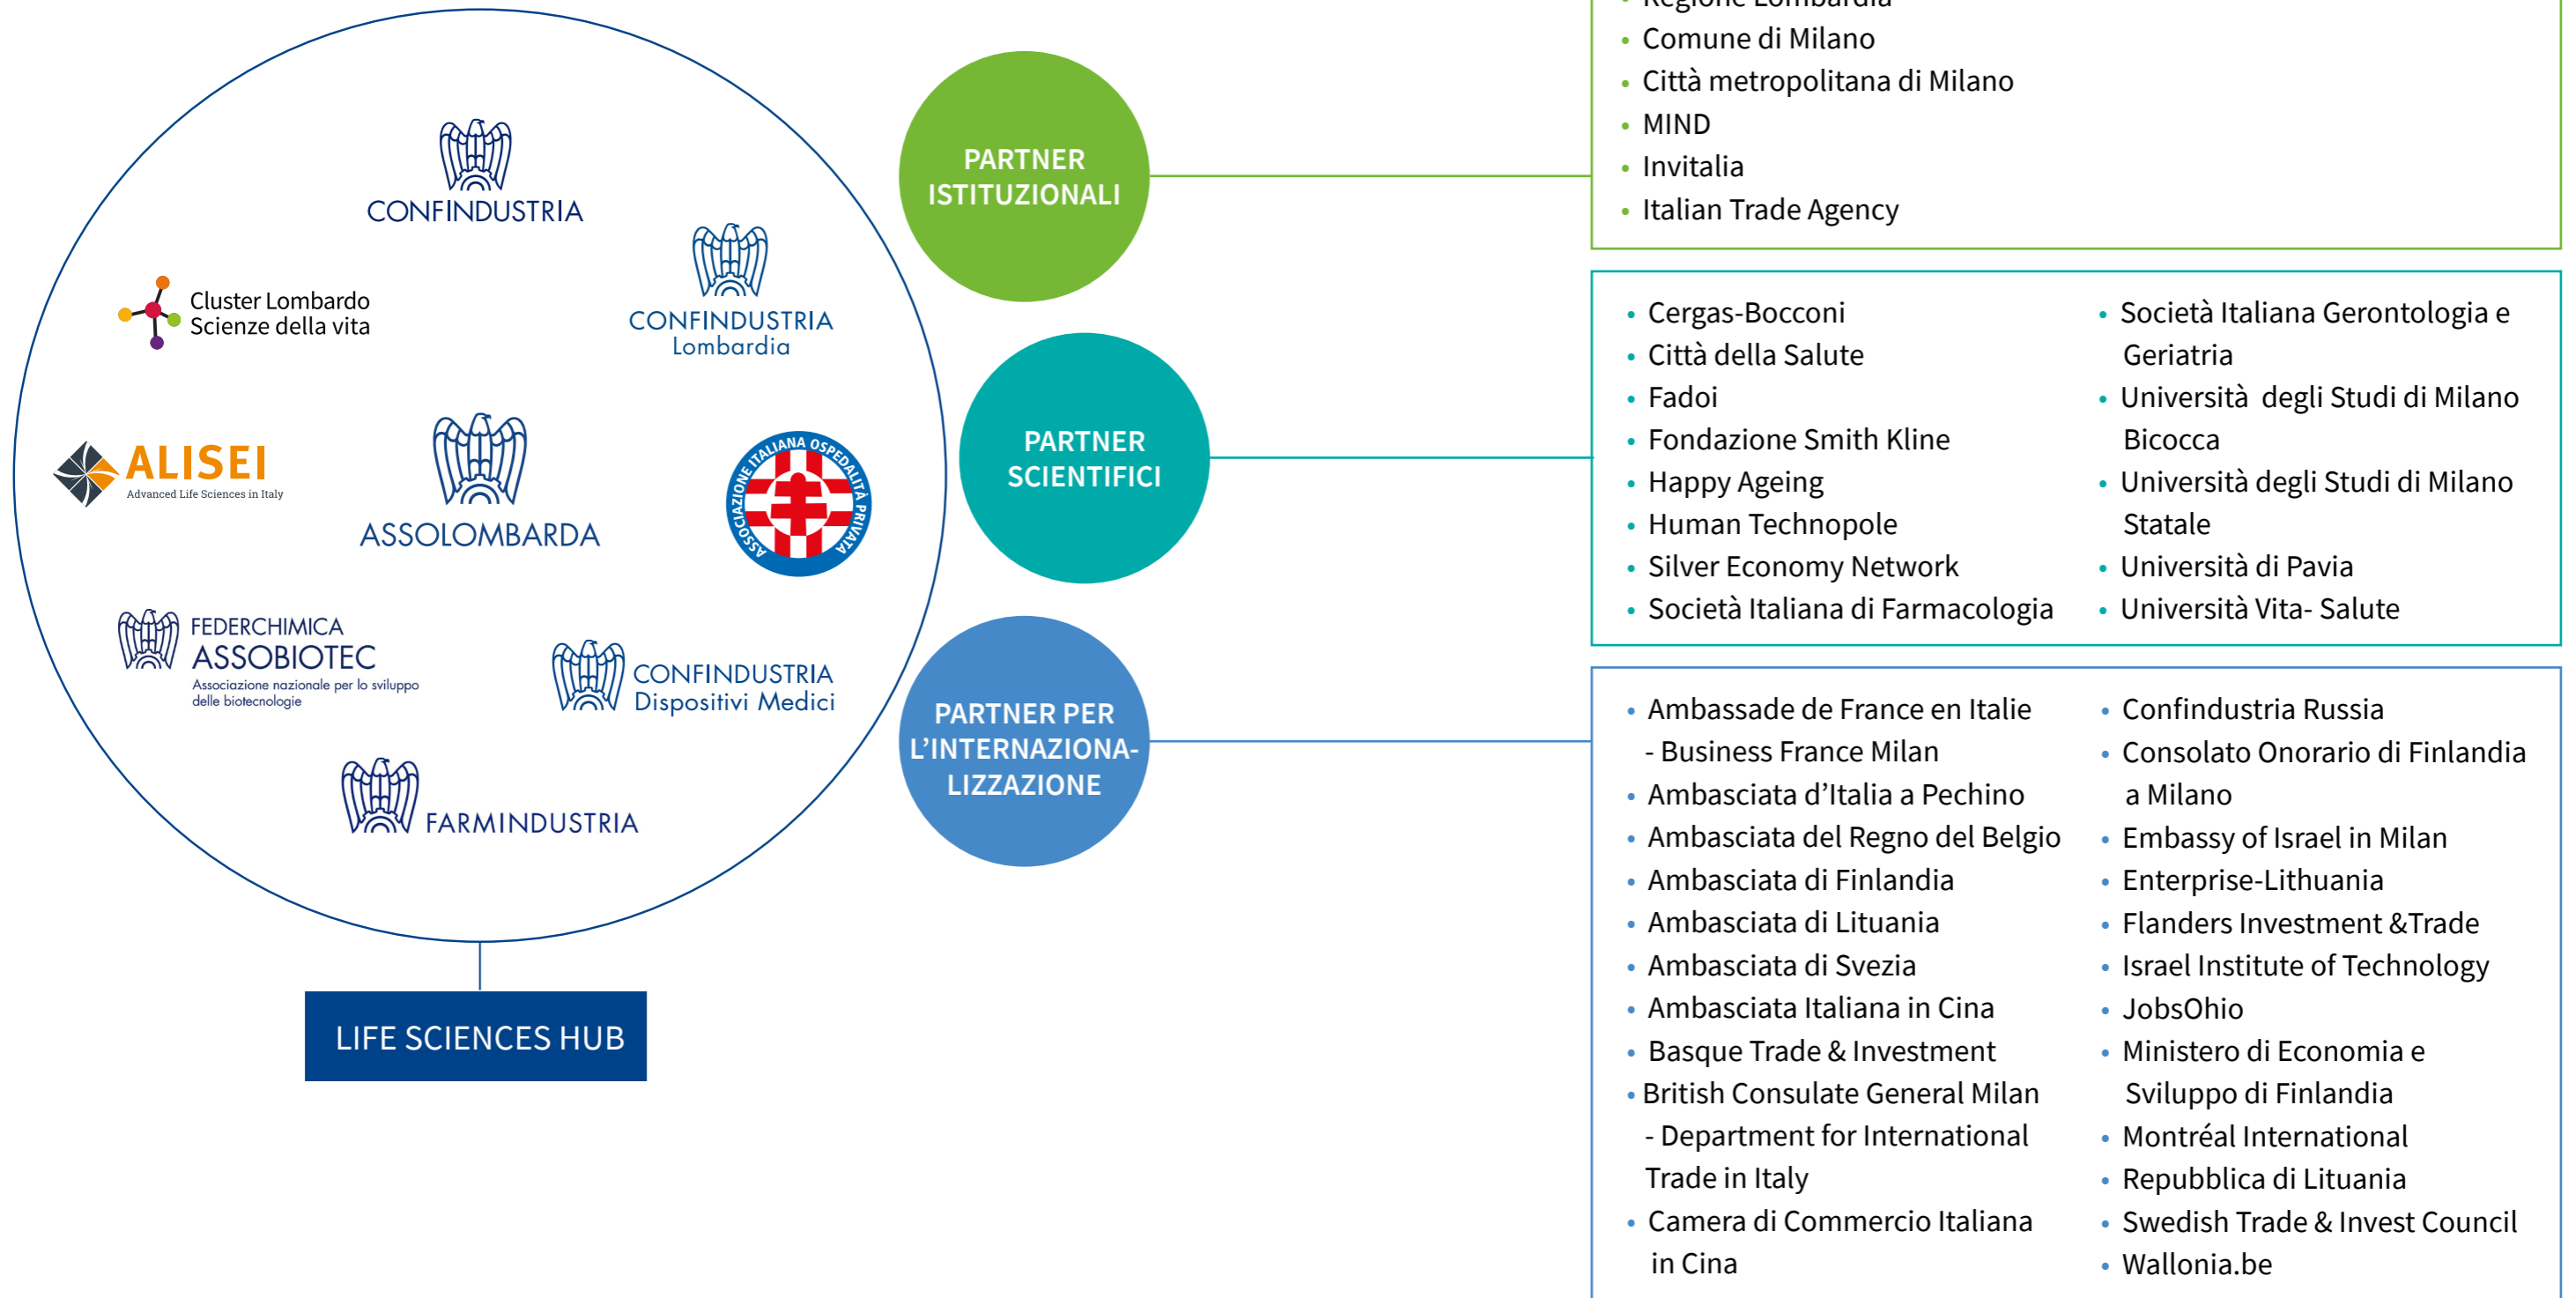 CONFINDUSTRIA
Cluster Lombardo
Scienze della vita
CONFINDUSTRIA
Lombardia
ALISEI
Advanced Life Sciences in Italy
ASSOLOMBARDA
ASSOCIAZIONE ITALIANA OSPEDALITÀ PRIVATA
FEDERCHIMICA
ASSOBIOTEC
Associazione nazionale per lo sviluppo
delle biotecnologie
CONFINDUSTRIA
Dispositivi Medici
FARMINDUSTRIA
LIFE SCIENCES HUB
PARTNER
ISTITUZIONALI
• Regione Lombardia
• Comune di Milano
• Città metropolitana di Milano
• MIND
• Invitalia
• Italian Trade Agency
PARTNER
SCIENTIFICI
• Cergas-Bocconi
• Città della Salute
• Fadoi
• Fondazione Smith Kline
• Happy Ageing
• Human Technopole
• Silver Economy Network
• Società Italiana di Farmacologia
• Società Italiana Gerontologia e
Geriatria
• Università  degli Studi di Milano
Bicocca
• Università degli Studi di Milano
Statale
• Università di Pavia
• Università Vita- Salute
PARTNER PER
L’INTERNAZIONA-
LIZZAZIONE
• Ambassade de France en Italie
- Business France Milan
• Ambasciata d’Italia a Pechino
• Ambasciata del Regno del Belgio
• Ambasciata di Finlandia
• Ambasciata di Lituania
• Ambasciata di Svezia
• Ambasciata Italiana in Cina
• Basque Trade & Investment
• British Consulate General Milan
- Department for International
Trade in Italy
• Camera di Commercio Italiana
in Cina
• Confindustria Russia
• Consolato Onorario di Finlandia
a Milano
• Embassy of Israel in Milan
• Enterprise-Lithuania
• Flanders Investment &Trade
• Israel Institute of Technology
• JobsOhio
• Ministero di Economia e
Sviluppo di Finlandia
• Montréal International
• Repubblica di Lituania
• Swedish Trade & Invest Council
• Wallonia.be